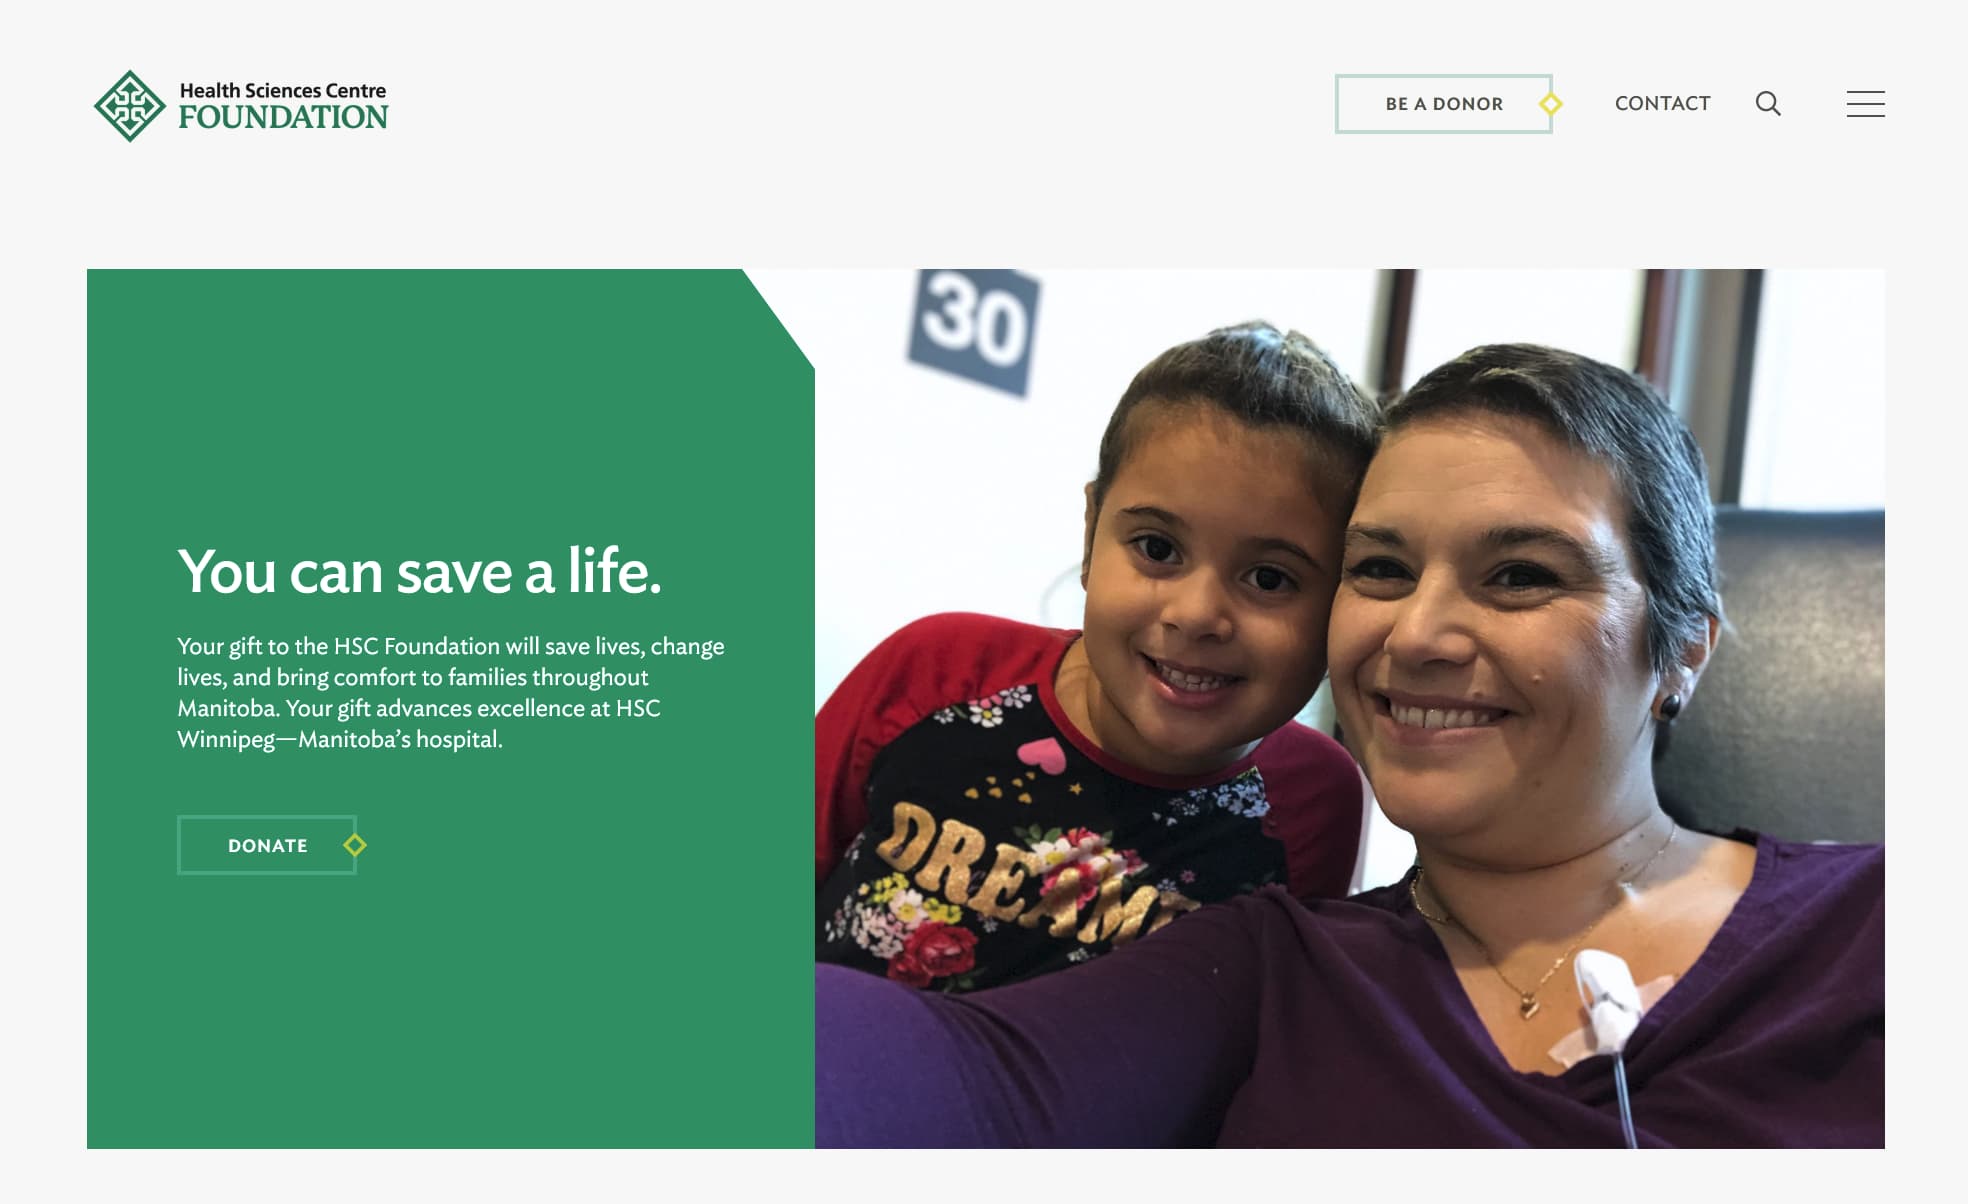 Health Sciences Centre
FOUNDATION
BE A DONOR
CONTACT
You can save a life.
Your gift to the HSC Foundation will save lives, change
lives, and bring comfort to families throughout
Manitoba. Your gift advances excellence at HSC
Winnipeg—Manitoba’s hospital.
DONATE
30